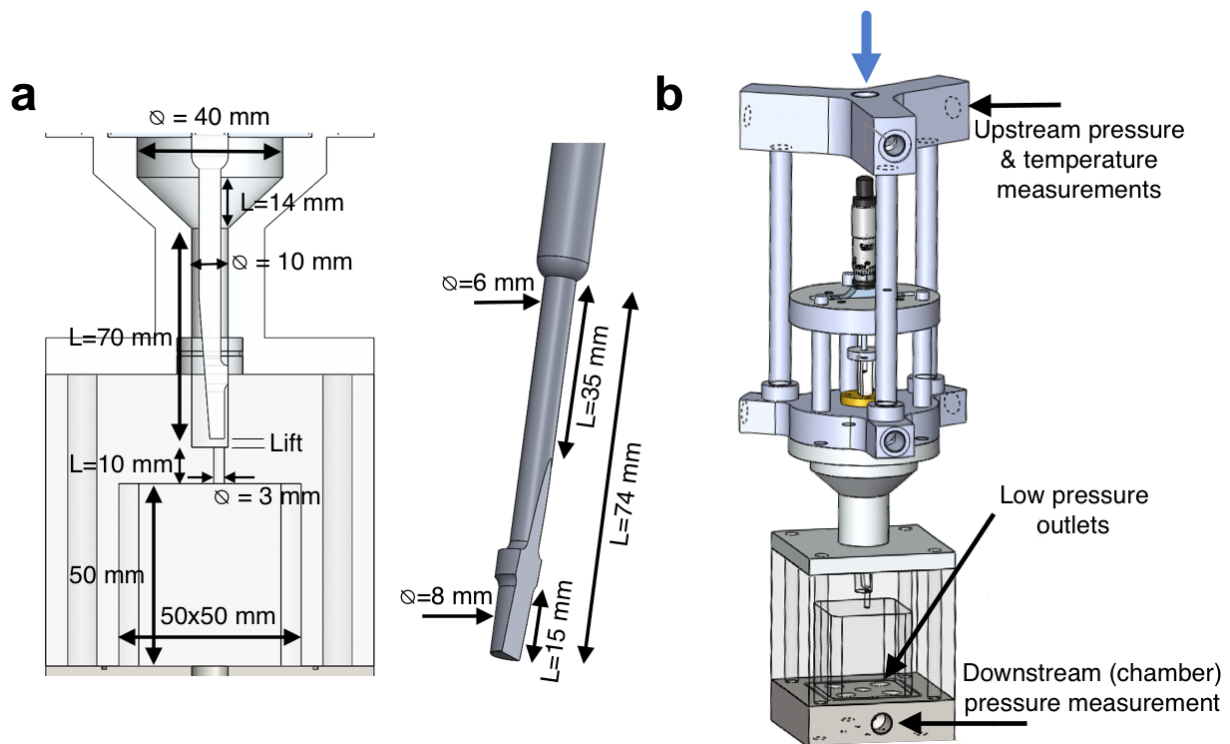 a
⌀ = 40 mm
L=14 mm
⌀ = 10 mm
L=70 mm
Lift
L=10 mm
⌀ = 3 mm
50 mm
50x50 mm
⌀=6 mm
L=35 mm
L=74 mm
⌀=8 mm
L=15 mm
b
Upstream pressure
& temperature
measurements
Low pressure
outlets
Downstream (chamber)
pressure measurement